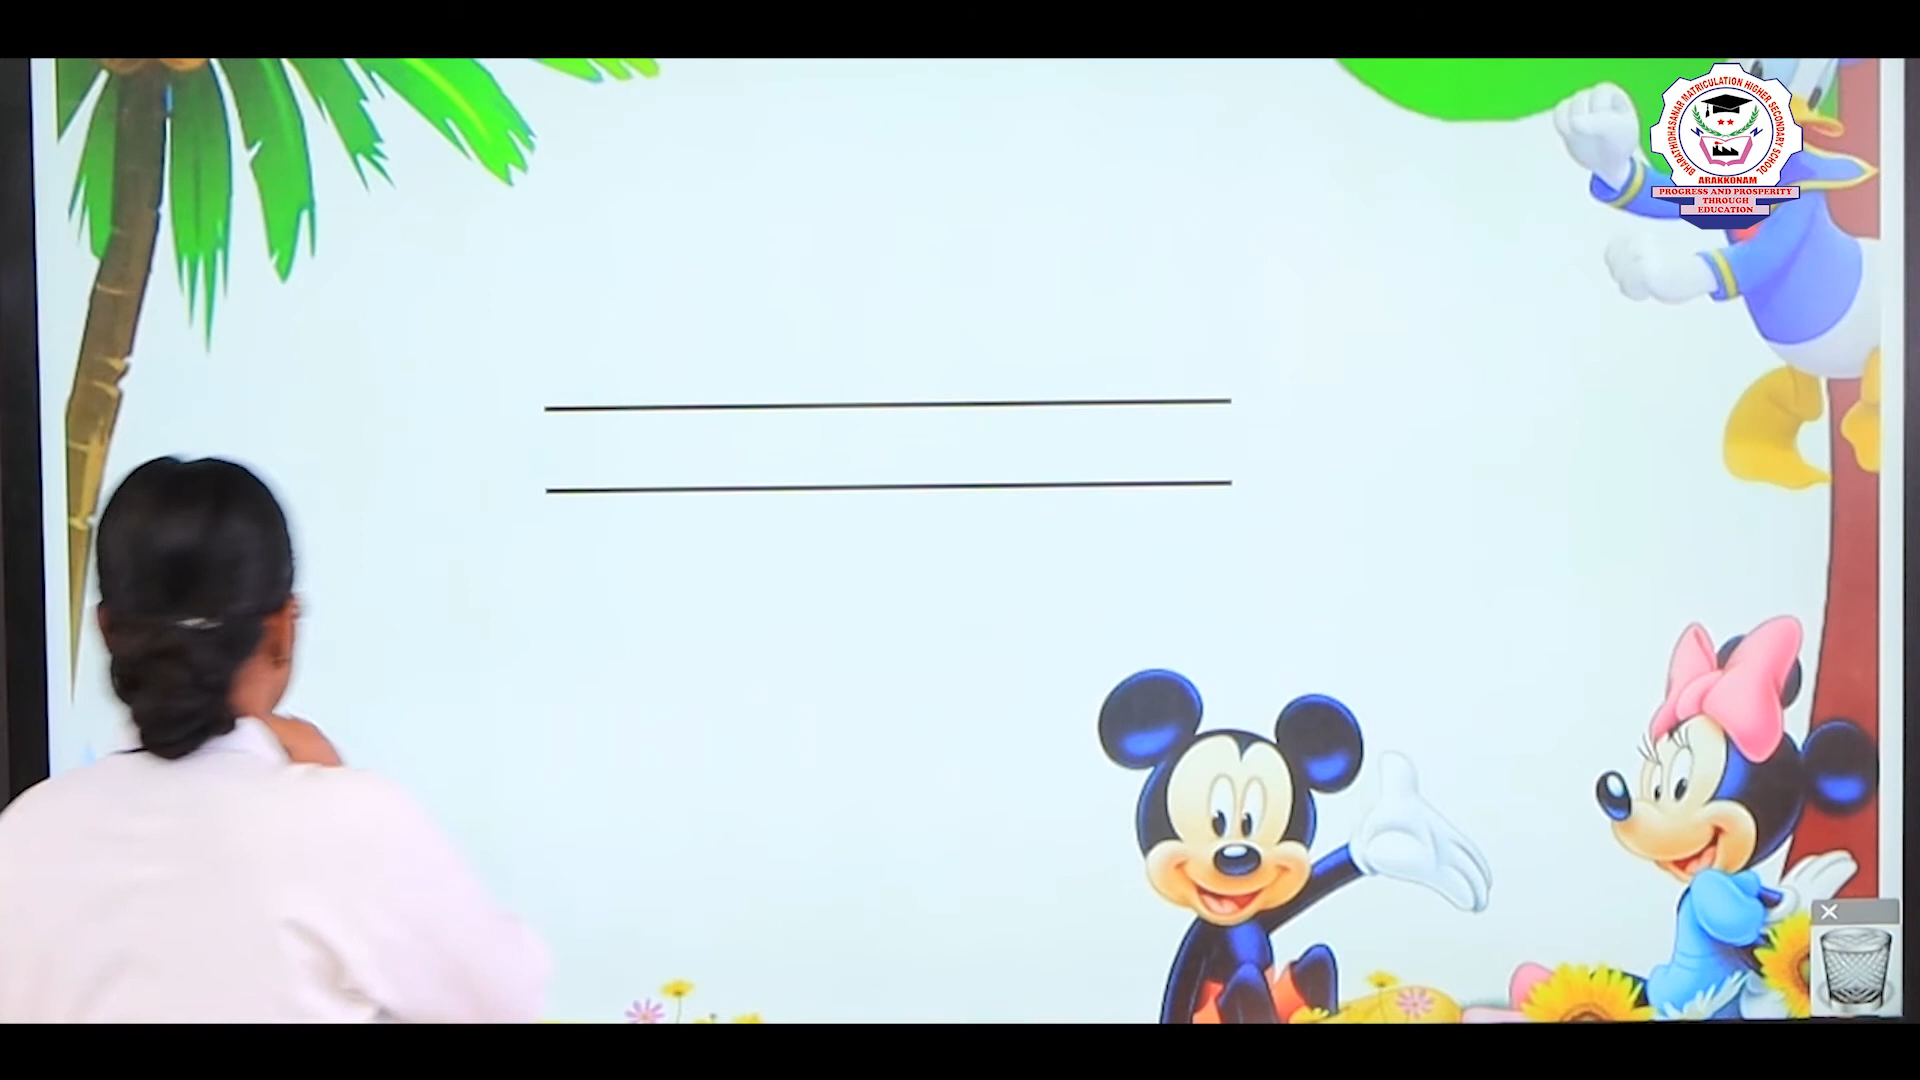 BHARATHIDHASANAR MATRICULATION HIGHER SECONDARY SCHOOL
ARAKKONAM
PROGRESS AND PROSPERITY
THROUGH
EDUCATION